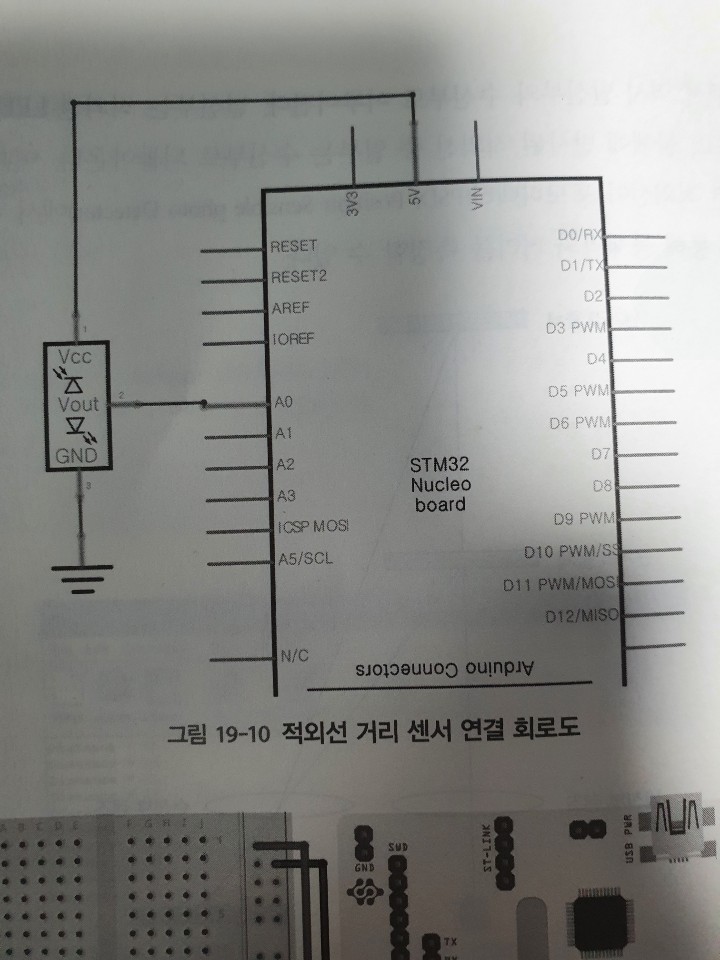 3V3
5V
VIN
RESET
RESET2
AREF
IOREF
A0
A1
A2
A3
ICSP MOSI
A5/SCL
N/C
D0/RX
D1/TX
D2
D3 PWM
D4
D5 PWM
D6 PWM
D7
D8
D9 PWM
D10 PWM/SS
D11 PWM/MOSI
D12/MISO
1
Vcc
Vout
2
GND
3
STM32
Nucleo
board
Arduino Connectors
그림 19-10 적외선 거리 센서 연결 회로도
A B C D E
F G H I J
GND
SWD
ST-LINK
USB PWR
TX